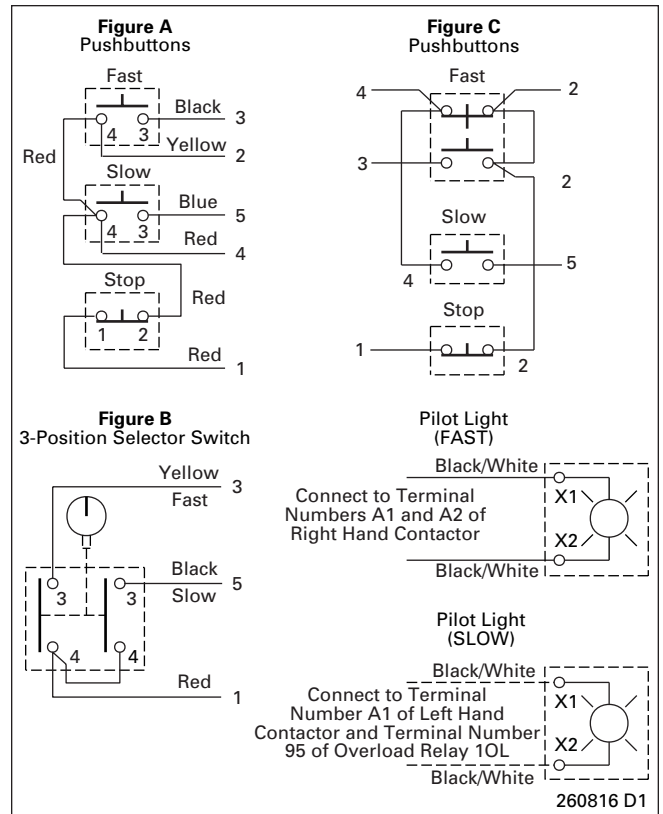 Figure A
Pushbuttons
Fast
Black
3
4 3
Yellow
2
Red
Slow
Blue
5
4 3
Red
4
Stop
Red
1 2
Red
1
Figure C
Pushbuttons
Fast
4
2
3
2
Slow
4
5
Stop
1
2
Figure B
3-Position Selector Switch
Yellow
3
Fast
Black
5
3 3
Slow
4 4
Red
1
Pilot Light
(FAST)
Black/White
Connect to Terminal
Numbers A1 and A2 of
Right Hand Contactor
X1
X2
Black/White
Pilot Light
(SLOW)
Black/White
Connect to Terminal
Number A1 of Left Hand
Contactor and Terminal Number
95 of Overload Relay 1OL
X1
X2
Black/White
260816 D1